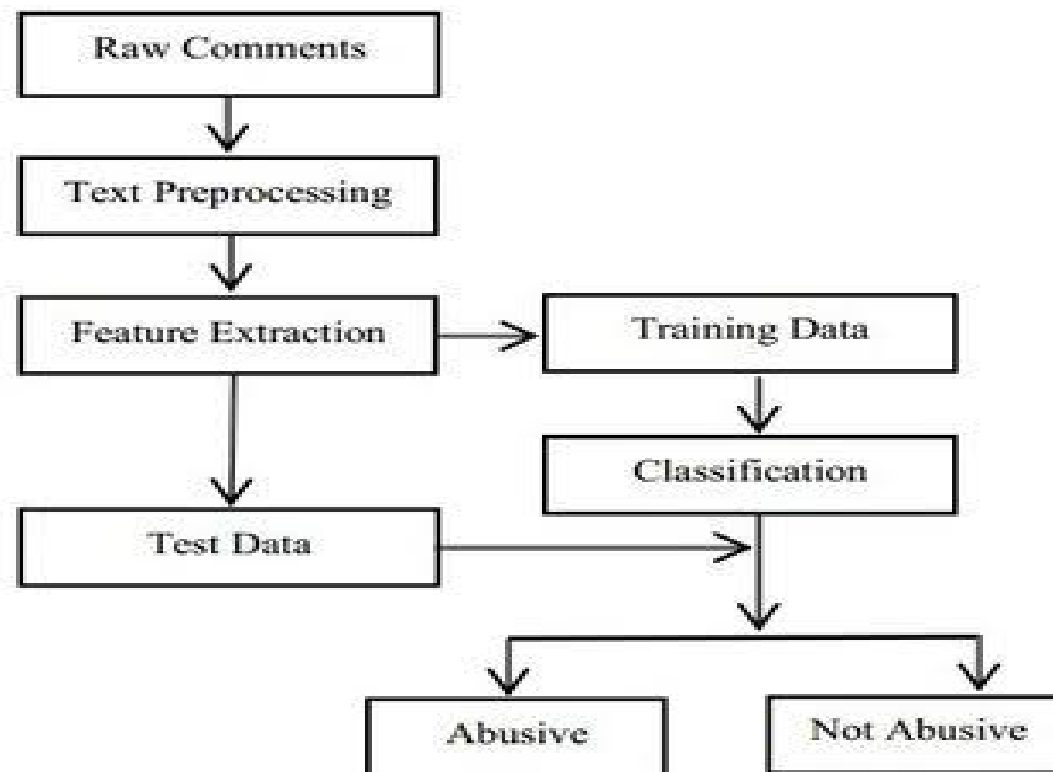 Raw Comments
Text Preprocessing
Feature Extraction
Training Data
Classification
Test Data
Abusive
Not Abusive